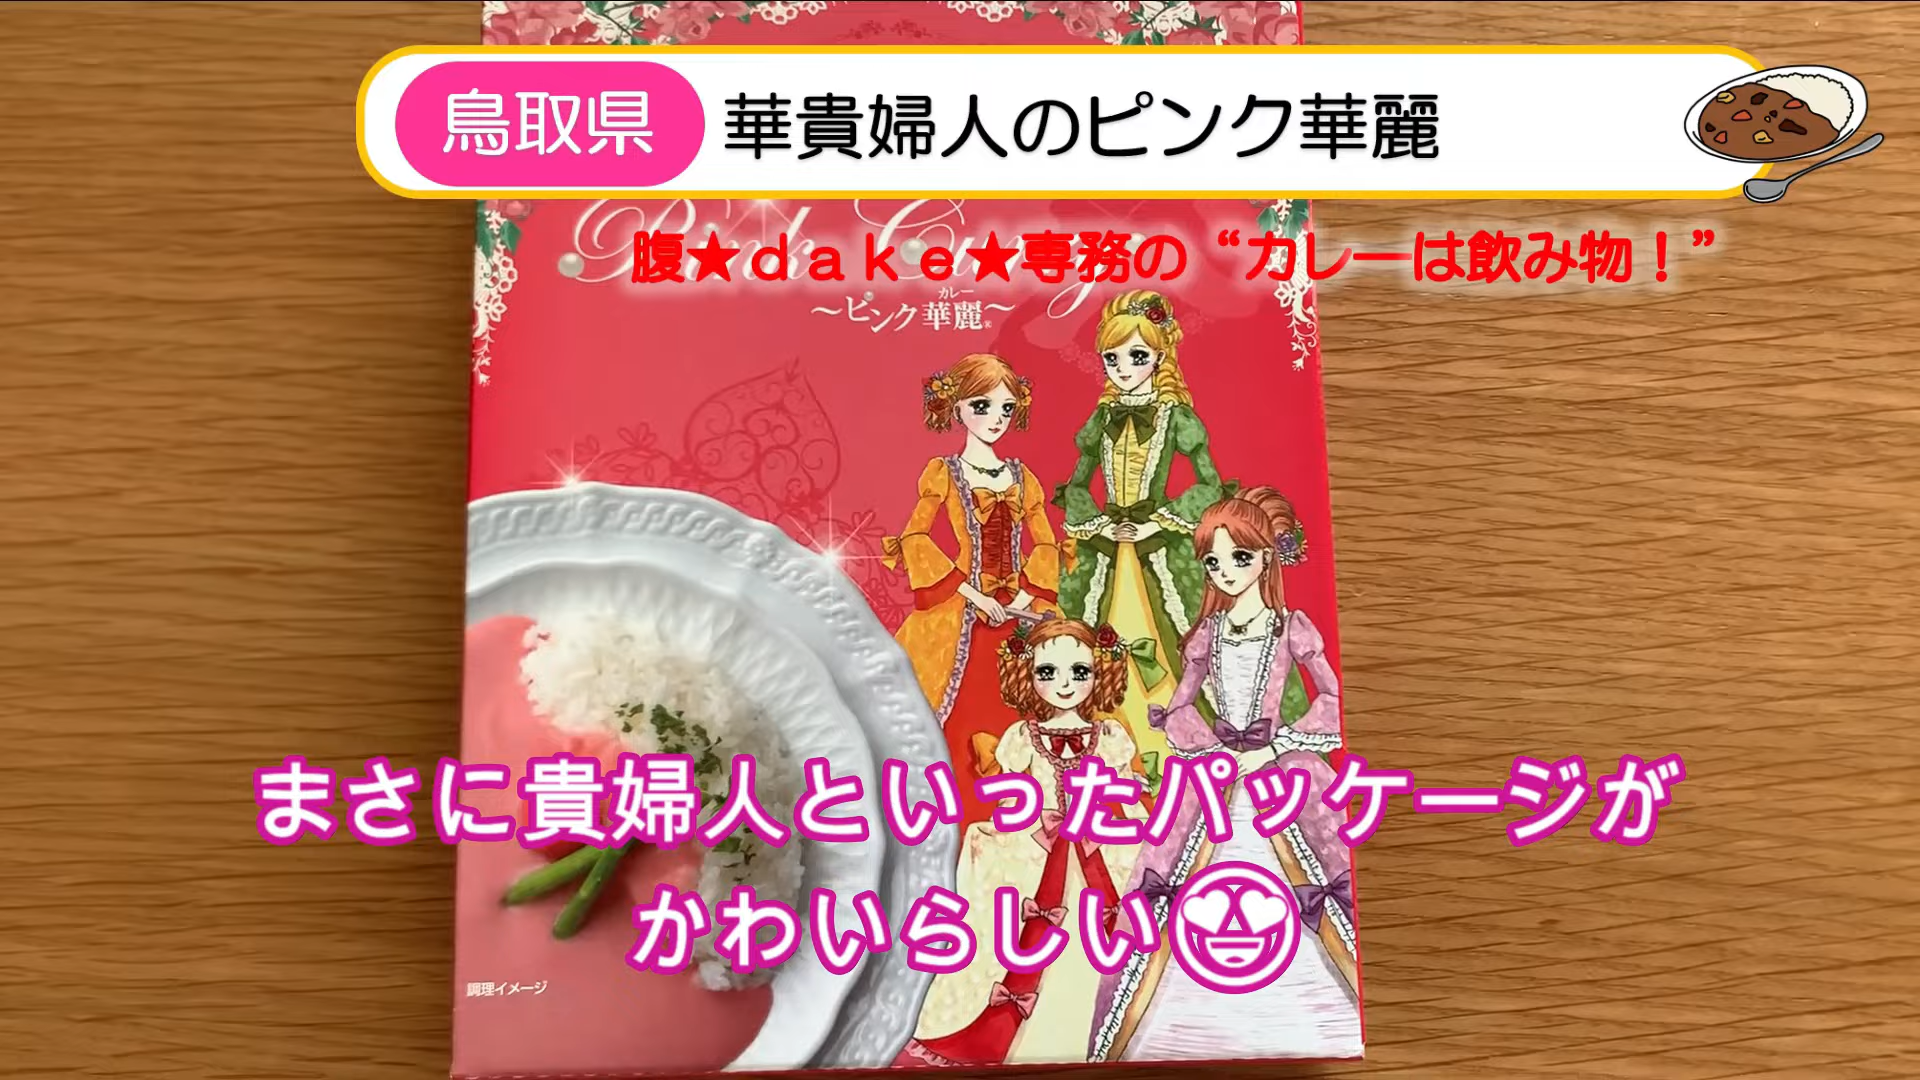 鳥取県 華貴婦人のピンク華麗
Pink Curry
腹★ｄａｋｅ★専務の“カレーは飲み物！”
カレー
～ピンク華麗～
まさに貴婦人といったパッケージが
かわいらしい😍
調理イメージ